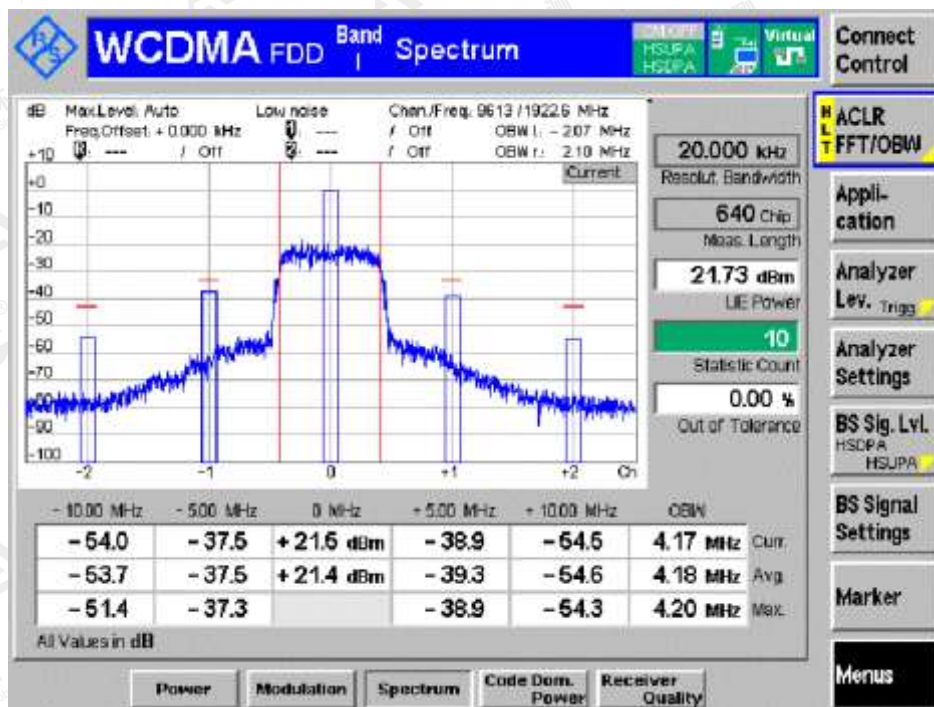 WCDMA FDD Band I Spectrum
HSUPA
HSDPA
Virtual
Connect Control
dB Max.Level: Auto Low noise Chan./Freq.: 9613 / 1922.6 MHz
Freq.Offset: + 0.000 kHz --- / Off OBW l.: - 2.07 MHz
--- / Off --- / Off OBW r.: 2.10 MHz
Current
+10
+0
-10
-20
-30
-40
-50
-60
-70
-90
-100
-2 -1 0 +1 +2 Ch
20.000 kHz
Resolut. Bandwidth
640 Chip
Meas. Length
21.73 dBm
UE Power
10
Statistic Count
0.00 %
Out of Tolerance
- 10.00 MHz - 5.00 MHz 0 MHz + 5.00 MHz + 10.00 MHz OBW
- 54.0 - 37.5 + 21.6 dBm - 38.9 - 54.6 4.17 MHz Curr.
- 53.7 - 37.5 + 21.4 dBm - 39.3 - 54.6 4.18 MHz Avg.
- 51.4 - 37.3 - 38.9 - 54.3 4.20 MHz Max.
All Values in dB
H L T
ACLR
FFT/OBW
Appli-
cation
Analyzer
Lev. Trigg
Analyzer
Settings
BS Sig. Lvl.
HSDPA
HSUPA
BS Signal
Settings
Marker
Menus
Power
Modulation
Spectrum
Code Dom. Power
Receiver Quality